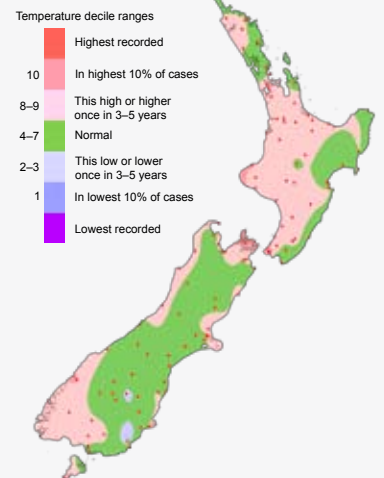 Temperature decile ranges
Highest recorded
10 In highest 10% of cases
8–9 This high or higher
once in 3–5 years
4–7 Normal
2–3 This low or lower
once in 3–5 years
1 In lowest 10% of cases
Lowest recorded